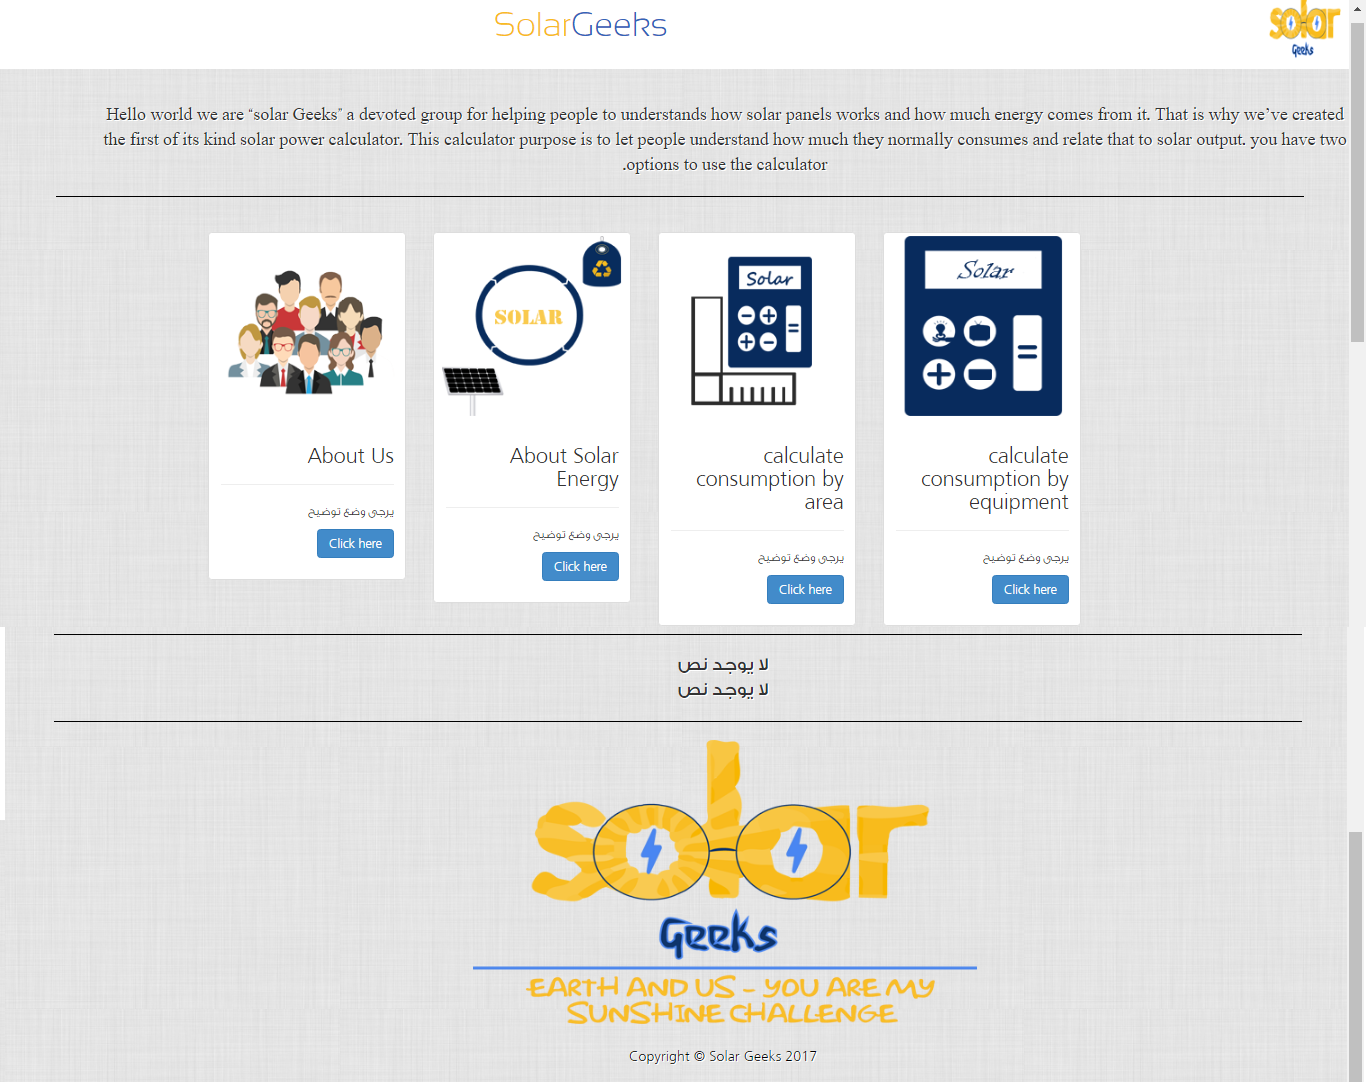 SolarGeeks
solar
Geeks
Hello world we are “solar Geeks” a devoted group for helping people to understands how solar panels works and how much energy comes from it. That is why we’ve created
the first of its kind solar power calculator. This calculator purpose is to let people understand how much they normally consumes and relate that to solar output. you have two
.options to use the calculator
SOLAR
Solar
Solar
About Us
يرجى وضع توضيح
Click here
About Solar
Energy
يرجى وضع توضيح
Click here
calculate
consumption by
area
يرجى وضع توضيح
Click here
calculate
consumption by
equipment
يرجى وضع توضيح
Click here
لا يوجد نص
لا يوجد نص
solar
Geeks
EARTH AND US - YOU ARE MY
SUNSHINE CHALLENGE
Copyright © Solar Geeks 2017